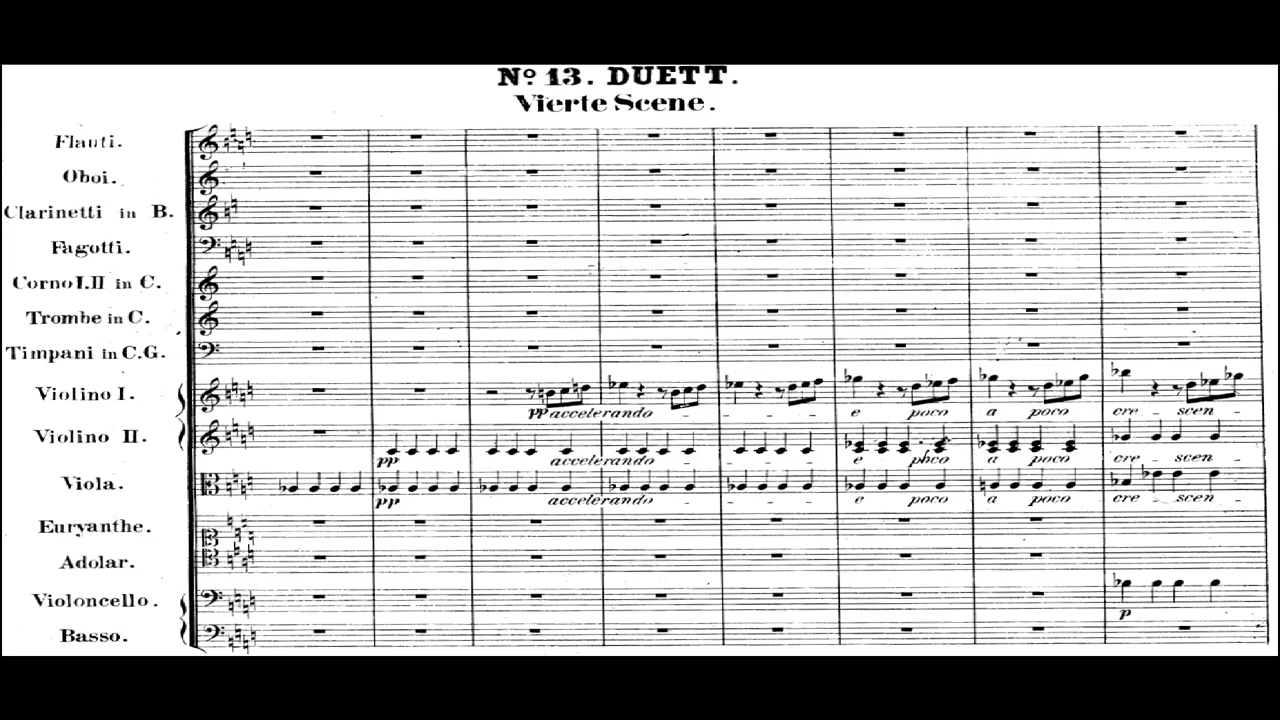 Nº 13. DUETT.
Vierte Scene.
Flauti.
Oboi.
Clarinetti in B.
Fagotti.
Corno I.II in C.
Trombe in C.
Timpani in C.G.
Violino I.
pp accelerando e poco a poco cre scen
Violino II.
pp accelerando e poco a poco cre scen
Viola.
pp accelerando e poco a poco cre scen
Euryanthe.
Adolar.
Violoncello.
p
Basso.